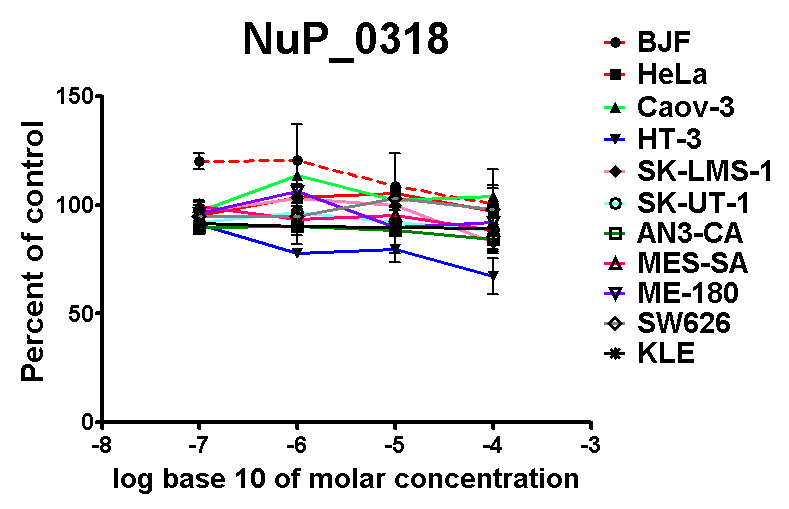 NuP_0318
BJF
HeLa
Caov-3
HT-3
SK-LMS-1
SK-UT-1
AN3-CA
MES-SA
ME-180
SW626
KLE
Percent of control
150
100
50
0
-8 -7 -6 -5 -4 -3
log base 10 of molar concentration